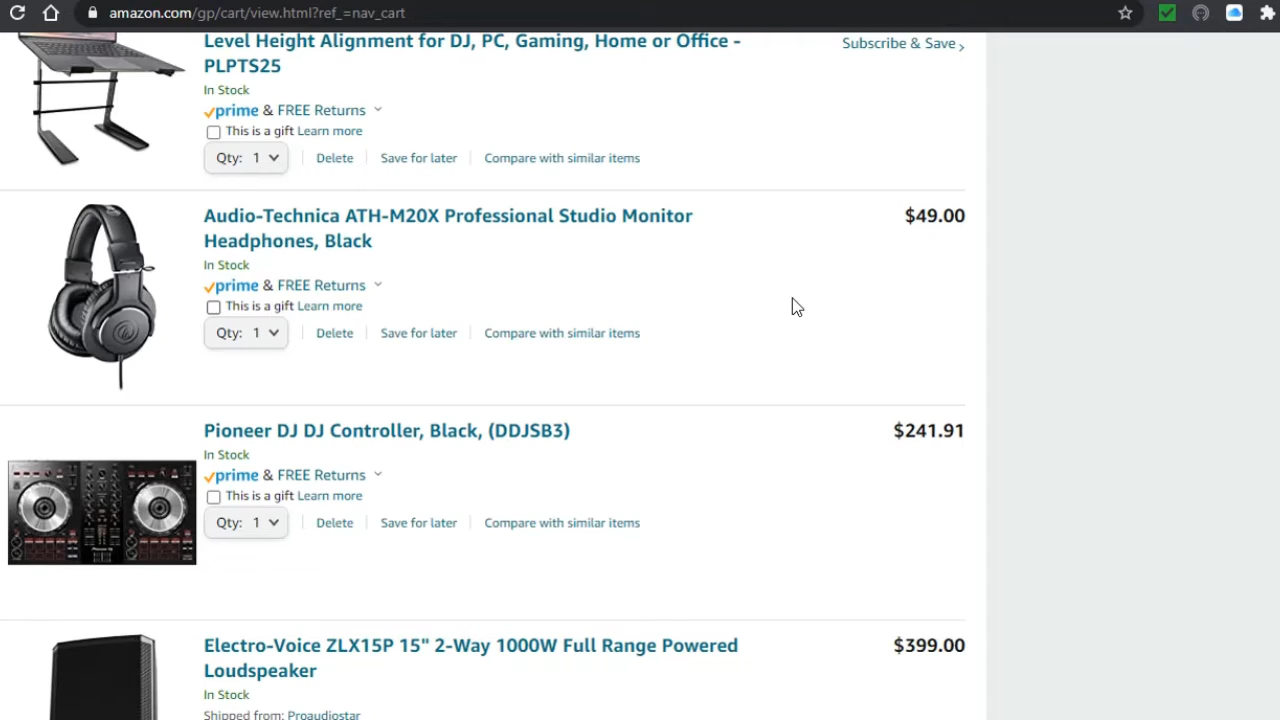 amazon.com/gp/cart/view.html?ref_=nav_cart
Level Height Alignment for DJ, PC, Gaming, Home or Office -
PLPTS25
Subscribe & Save ›
In Stock
prime & FREE Returns
This is a gift Learn more
Qty: 1
Delete
Save for later
Compare with similar items
Audio-Technica ATH-M20X Professional Studio Monitor
Headphones, Black
$49.00
In Stock
prime & FREE Returns
This is a gift Learn more
Qty: 1
Delete
Save for later
Compare with similar items
Pioneer DJ DJ Controller, Black, (DDJSB3)
$241.91
In Stock
prime & FREE Returns
This is a gift Learn more
Qty: 1
Delete
Save for later
Compare with similar items
Electro-Voice ZLX15P 15" 2-Way 1000W Full Range Powered
Loudspeaker
$399.00
In Stock
Shipped from: Proaudiostar